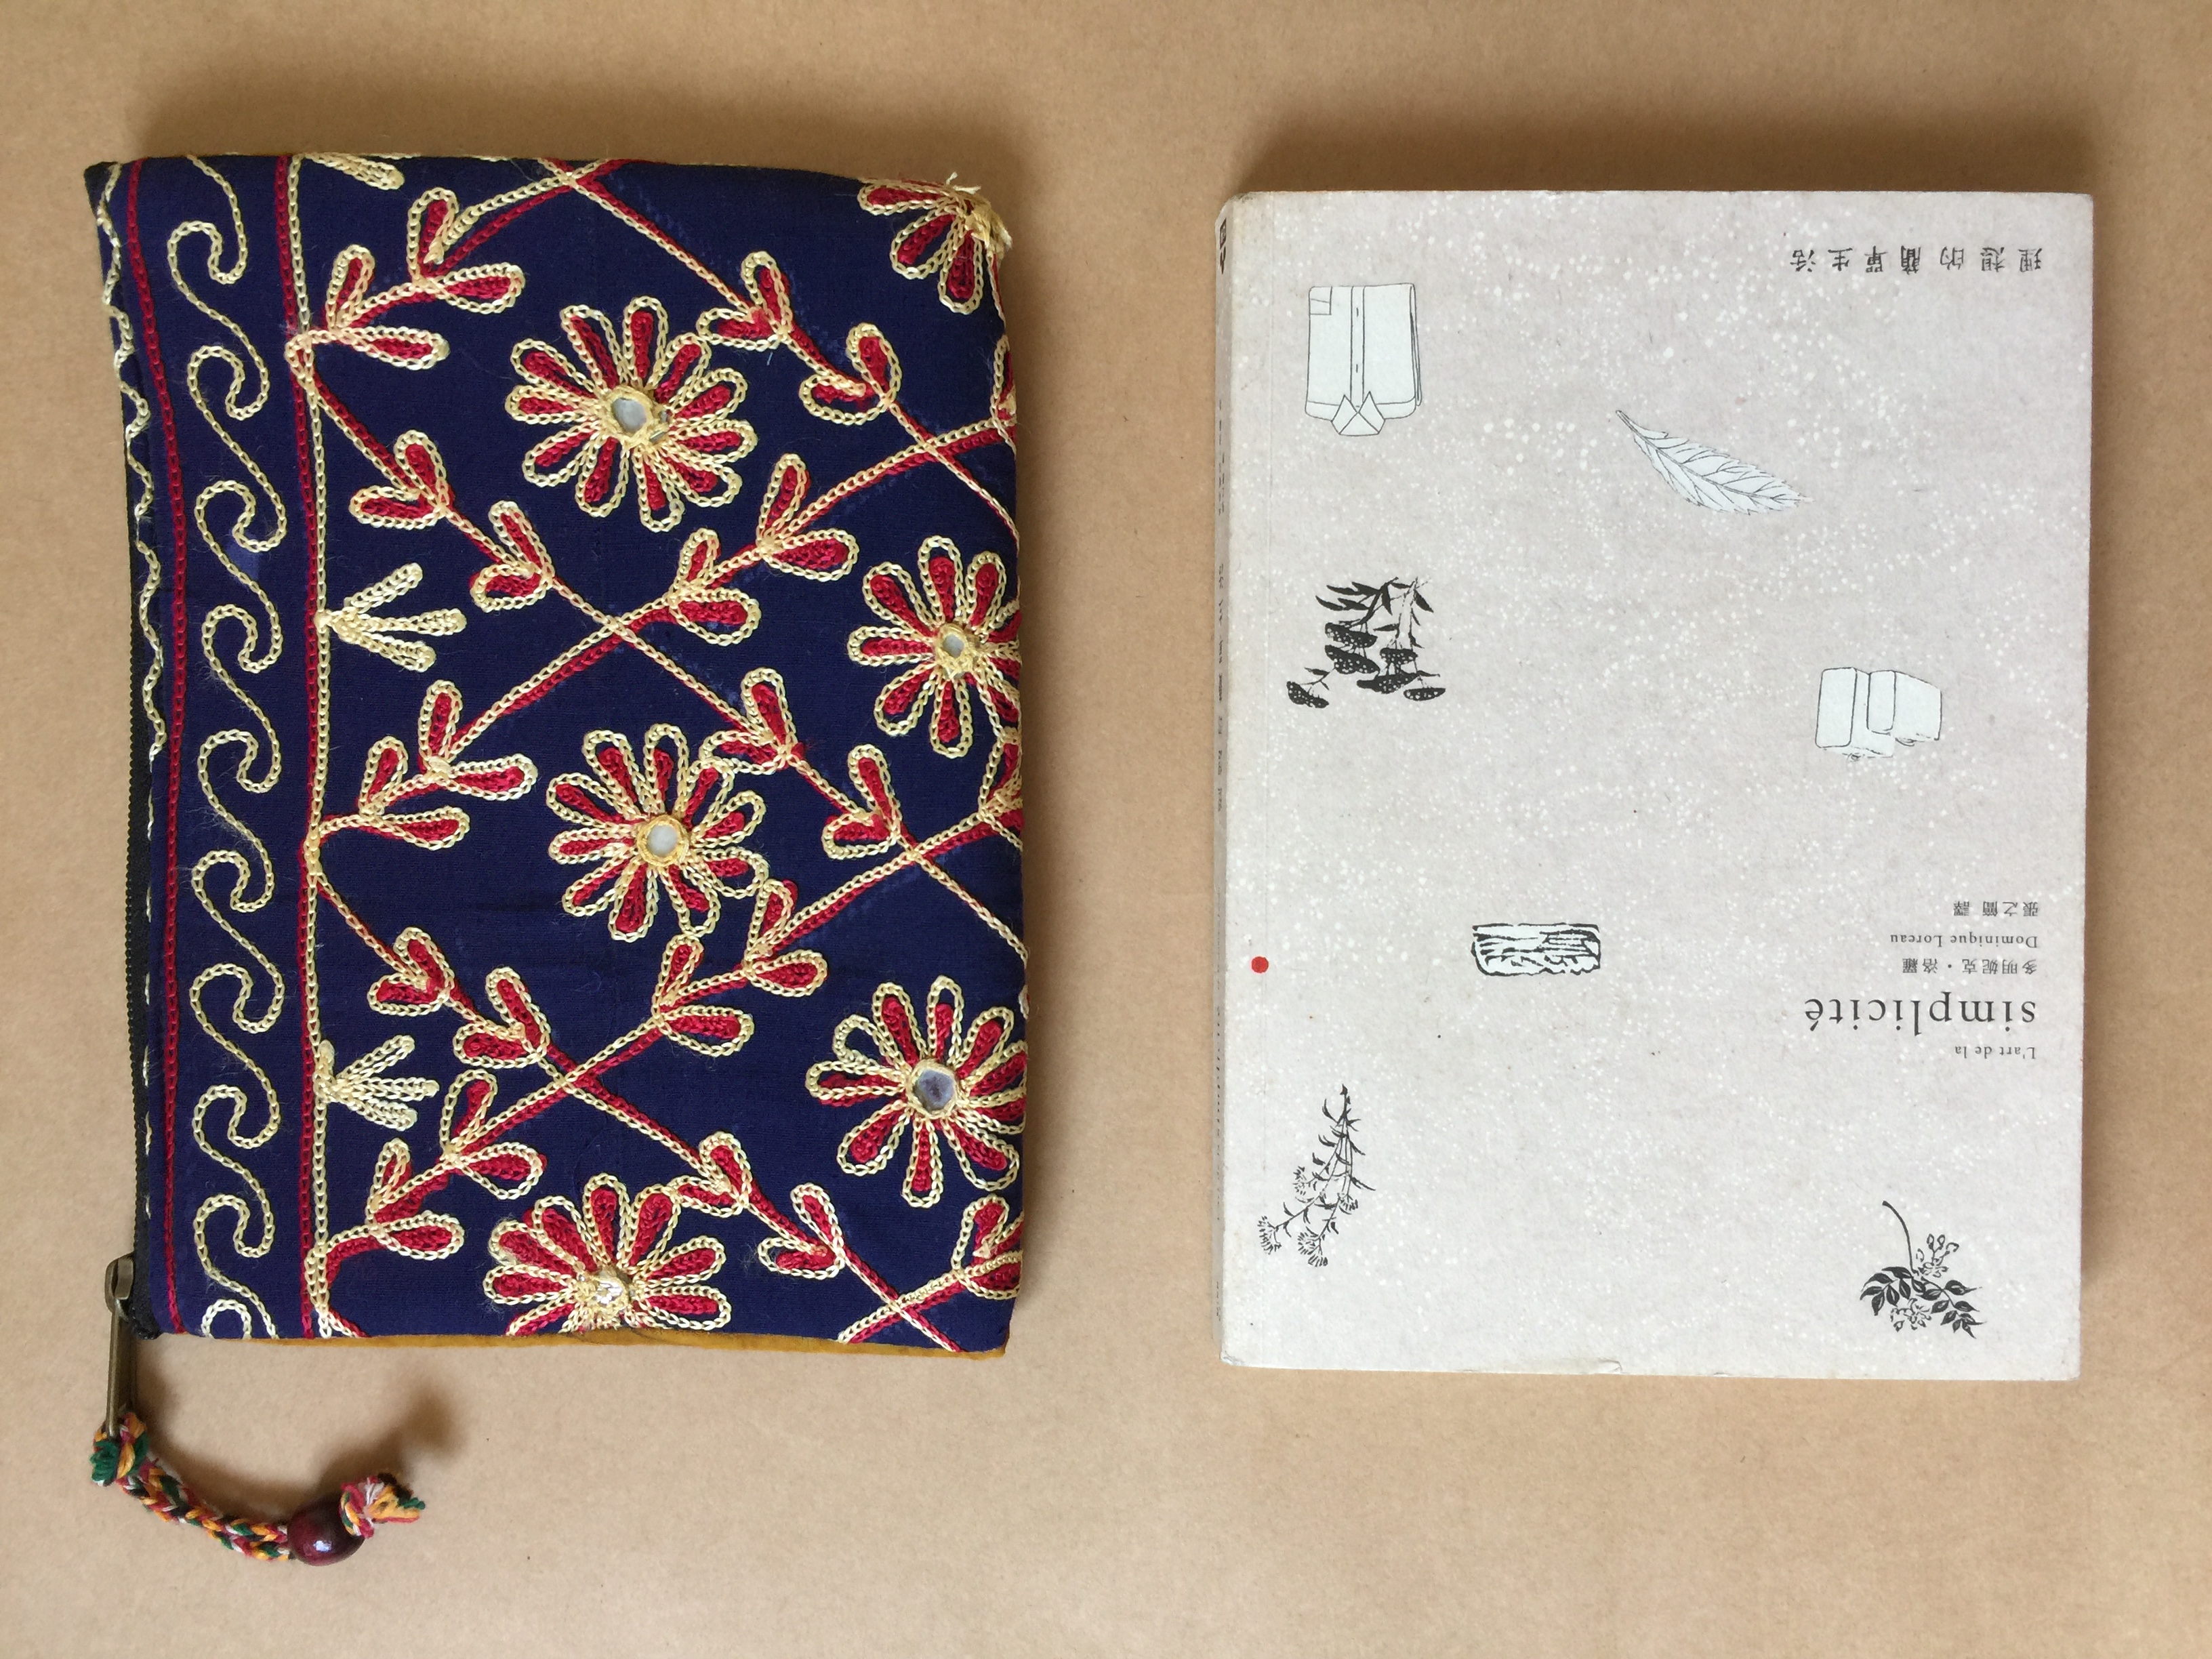 L'art de la
simplicité
多明妮克・洛羅
Dominique Loreau
張之簡 譯
理想的簡單生活